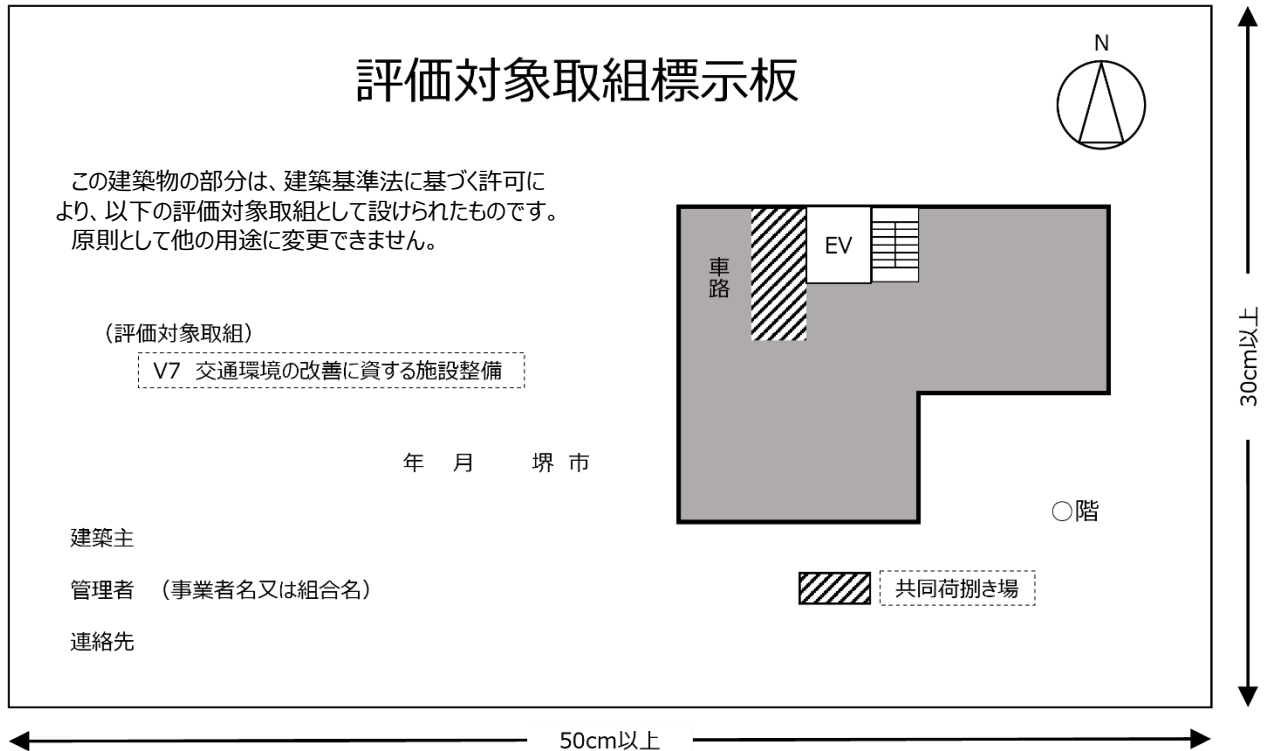 評価対象取組標示板
N
この建築物の部分は、建築基準法に基づく許可に
より、以下の評価対象取組として設けられたものです。
原則として他の用途に変更できません。
（評価対象取組）
V7 交通環境の改善に資する施設整備
年 月 堺 市
建築主
管理者 （事業者名又は組合名）
連絡先
車路
EV
○階
共同荷捌き場
30cm以上
50cm以上